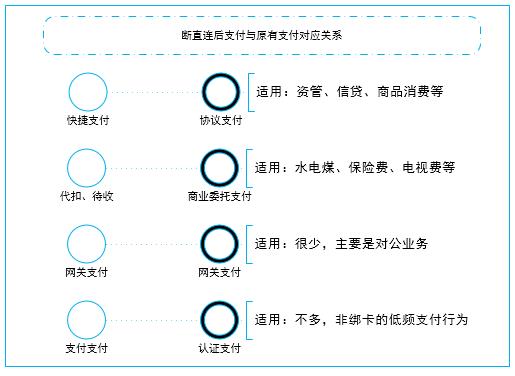 断直连后支付与原有支付对应关系
适用：资管、信贷、商品消费等
快捷支付 协议支付
适用：水电煤、保险费、电视费等
代扣、待收 商业委托支付
适用：很少，主要是对公业务
网关支付 网关支付
适用：不多，非绑卡的低频支付行为
支付支付 认证支付